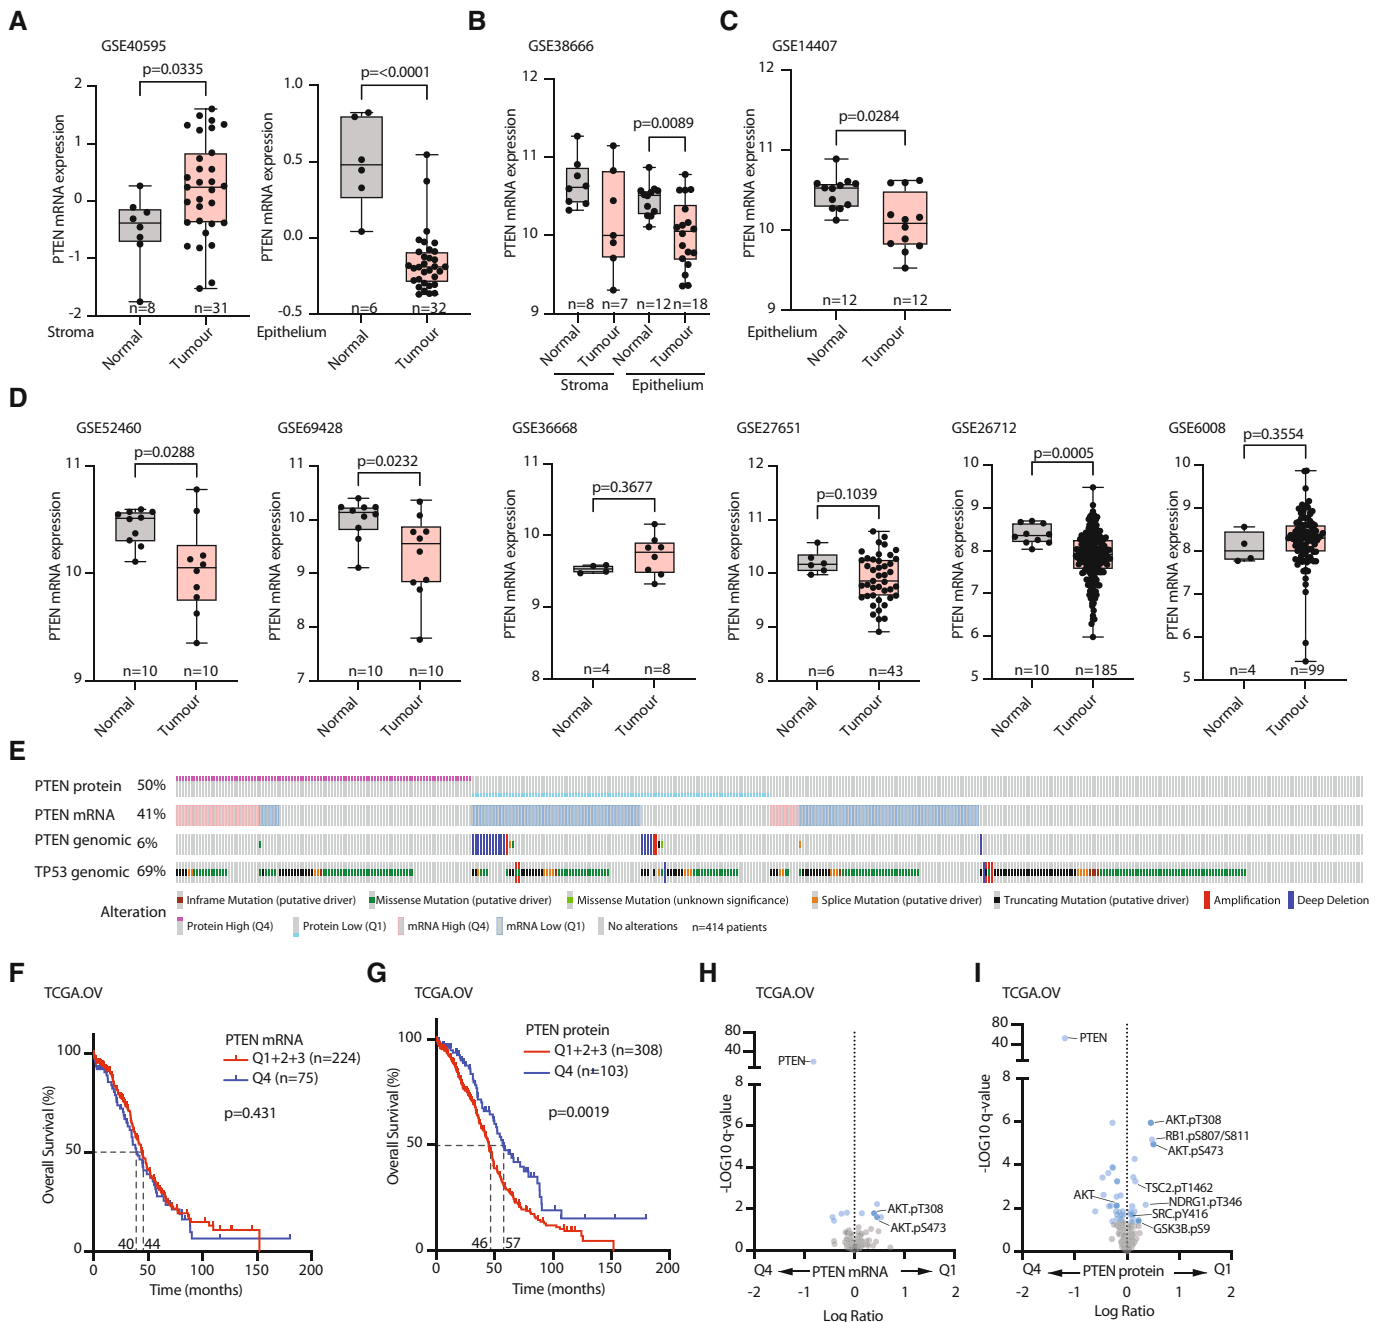 A
GSE40595
PTEN mRNA expression
2
1
0
-1
-2
p=0.0335
n=8
n=31
Stroma
Normal
Tumour
PTEN mRNA expression
1.0
0.5
0.0
-0.5
p=<0.0001
n=6
n=32
Epithelium
Normal
Tumour
B
GSE38666
PTEN mRNA expression
12
11
10
9
p=0.0089
n=8
n=7
n=12
n=18
Normal
Tumour
Normal
Tumour
Stroma
Epithelium
C
GSE14407
PTEN mRNA expression
12
11
10
9
p=0.0284
n=12
n=12
Epithelium
Normal
Tumour
D
GSE52460
PTEN mRNA expression
11
10
9
p=0.0288
n=10
n=10
Normal
Tumour
GSE69428
PTEN mRNA expression
11
10
9
8
7
p=0.0232
n=10
n=10
Normal
Tumour
GSE36668
PTEN mRNA expression
11
10
9
8
p=0.3677
n=4
n=8
Normal
Tumour
GSE27651
PTEN mRNA expression
12
11
10
9
8
p=0.1039
n=6
n=43
Normal
Tumour
GSE26712
PTEN mRNA expression
10
9
8
7
6
5
p=0.0005
n=10
n=185
Normal
Tumour
GSE6008
PTEN mRNA expression
10
9
8
7
6
5
p=0.3554
n=4
n=99
Normal
Tumour
E
PTEN protein 50%
PTEN mRNA 41%
PTEN genomic 6%
TP53 genomic 69%
Alteration
Inframe Mutation (putative driver)
Missense Mutation (putative driver)
Missense Mutation (unknown significance)
Splice Mutation (putative driver)
Truncating Mutation (putative driver)
Amplification
Deep Deletion
Protein High (Q4)
Protein Low (Q1)
mRNA High (Q4)
mRNA Low (Q1)
No alterations
n=414 patients
F
TCGA.OV
Overall Survival (%)
100
50
0
PTEN mRNA
Q1+2+3 (n=224)
Q4 (n=75)
p=0.431
40
44
0
50
100
150
200
Time (months)
G
TCGA.OV
Overall Survival (%)
100
50
0
PTEN protein
Q1+2+3 (n=308)
Q4 (n=103)
p=0.0019
46
57
0
50
100
150
200
Time (months)
H
TCGA.OV
-LOG10 q-value
80
40
8
6
4
2
0
PTEN
AKT.pT308
AKT.pS473
Q4
PTEN mRNA
Q1
-2
-1
0
1
2
Log Ratio
I
TCGA.OV
-LOG10 q-value
80
40
8
6
4
2
0
PTEN
AKT.pT308
RB1.pS807/S811
AKT.pS473
TSC2.pT1462
AKT
NDRG1.pT346
SRC.pY416
GSK3B.pS9
Q4
PTEN protein
Q1
-2
-1
0
1
2
Log Ratio